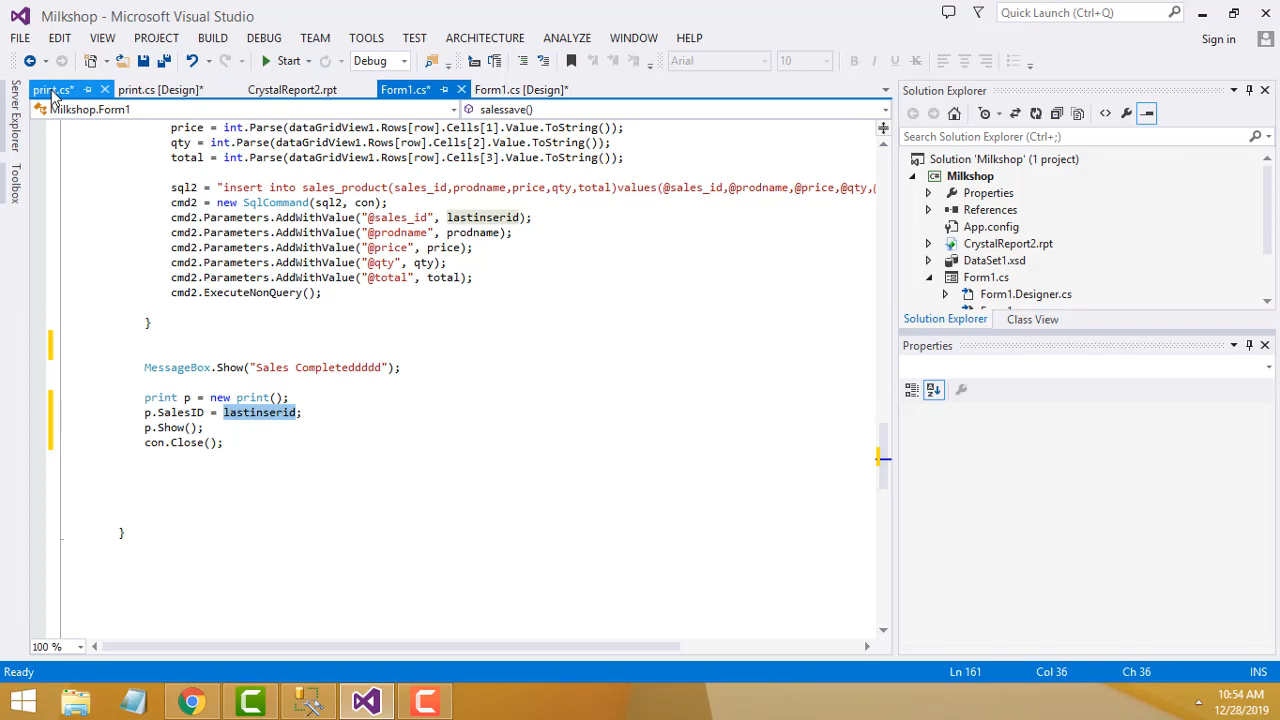 Milkshop - Microsoft Visual Studio
Quick Launch (Ctrl+Q)
FILE EDIT VIEW PROJECT BUILD DEBUG TEAM TOOLS TEST ARCHITECTURE ANALYZE WINDOW HELP
Sign in
Start Debug Arial 10
print.cs* print.cs [Design]* CrystalReport2.rpt Form1.cs* Form1.cs [Design]*
Milkshop.Form1 salessave()
Server Explorer
Toolbox
price = int.Parse(dataGridView1.Rows[row].Cells[1].Value.ToString());
qty = int.Parse(dataGridView1.Rows[row].Cells[2].Value.ToString());
total = int.Parse(dataGridView1.Rows[row].Cells[3].Value.ToString());
sql2 = "insert into sales_product(sales_id,prodname,price,qty,total)values(@sales_id,@prodname,@price,@qty,
cmd2 = new SqlCommand(sql2, con);
cmd2.Parameters.AddWithValue("@sales_id", lastinserid);
cmd2.Parameters.AddWithValue("@prodname", prodname);
cmd2.Parameters.AddWithValue("@price", price);
cmd2.Parameters.AddWithValue("@qty", qty);
cmd2.Parameters.AddWithValue("@total", total);
cmd2.ExecuteNonQuery();
}
MessageBox.Show("Sales Completeddddd");
print p = new print();
p.SalesID = lastinserid;
p.Show();
con.Close();
}
100 %
Solution Explorer
Search Solution Explorer (Ctrl+;)
Solution 'Milkshop' (1 project)
Milkshop
Properties
References
App.config
CrystalReport2.rpt
DataSet1.xsd
Form1.cs
Form1.Designer.cs
Solution Explorer Class View
Properties
Ready Ln 161 Col 36 Ch 36 INS
10:54 AM
12/28/2019